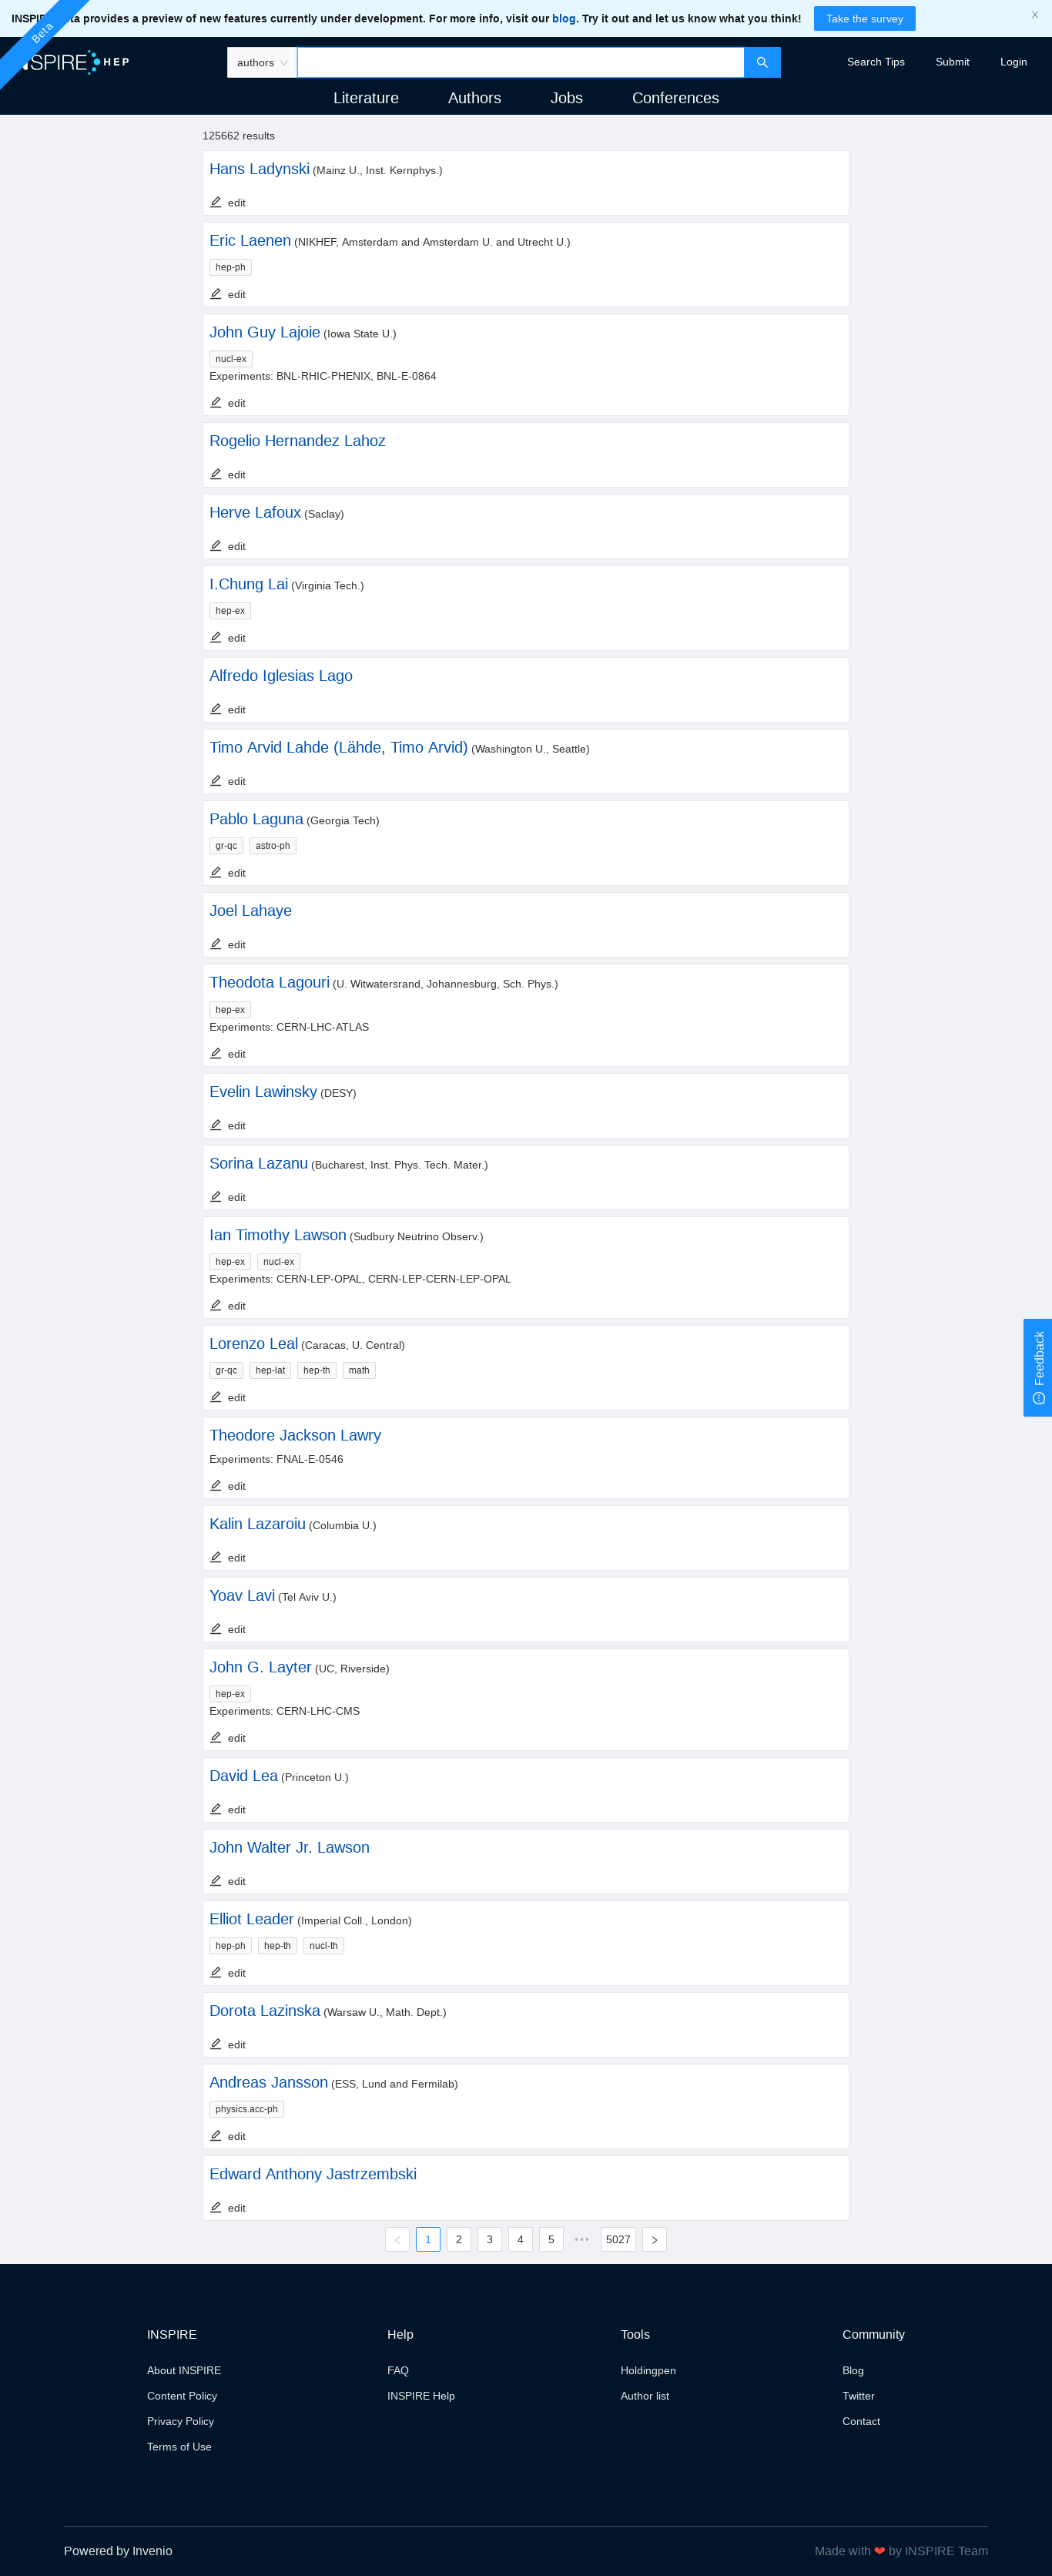 INSPIRE beta provides a preview of new features currently under development. For more info, visit our blog. Try it out and let us know what you think!
Take the survey
Beta
INSPIRE HEP
authors
Search Tips
Submit
Login
Literature
Authors
Jobs
Conferences
125662 results
Hans Ladynski (Mainz U., Inst. Kernphys.)
edit
Eric Laenen (NIKHEF, Amsterdam and Amsterdam U. and Utrecht U.)
hep-ph
edit
John Guy Lajoie (Iowa State U.)
nucl-ex
Experiments: BNL-RHIC-PHENIX, BNL-E-0864
edit
Rogelio Hernandez Lahoz
edit
Herve Lafoux (Saclay)
edit
I.Chung Lai (Virginia Tech.)
hep-ex
edit
Alfredo Iglesias Lago
edit
Timo Arvid Lahde (Lähde, Timo Arvid) (Washington U., Seattle)
edit
Pablo Laguna (Georgia Tech)
gr-qc astro-ph
edit
Joel Lahaye
edit
Theodota Lagouri (U. Witwatersrand, Johannesburg, Sch. Phys.)
hep-ex
Experiments: CERN-LHC-ATLAS
edit
Evelin Lawinsky (DESY)
edit
Sorina Lazanu (Bucharest, Inst. Phys. Tech. Mater.)
edit
Ian Timothy Lawson (Sudbury Neutrino Observ.)
hep-ex nucl-ex
Experiments: CERN-LEP-OPAL, CERN-LEP-CERN-LEP-OPAL
edit
Lorenzo Leal (Caracas, U. Central)
gr-qc hep-lat hep-th math
edit
Theodore Jackson Lawry
Experiments: FNAL-E-0546
edit
Kalin Lazaroiu (Columbia U.)
edit
Yoav Lavi (Tel Aviv U.)
edit
John G. Layter (UC, Riverside)
hep-ex
Experiments: CERN-LHC-CMS
edit
David Lea (Princeton U.)
edit
John Walter Jr. Lawson
edit
Elliot Leader (Imperial Coll., London)
hep-ph hep-th nucl-th
edit
Dorota Lazinska (Warsaw U., Math. Dept.)
edit
Andreas Jansson (ESS, Lund and Fermilab)
physics.acc-ph
edit
Edward Anthony Jastrzembski
edit
1 2 3 4 5 ••• 5027
Feedback
INSPIRE
About INSPIRE
Content Policy
Privacy Policy
Terms of Use
Help
FAQ
INSPIRE Help
Tools
Holdingpen
Author list
Community
Blog
Twitter
Contact
Powered by Invenio
Made with ❤ by INSPIRE Team